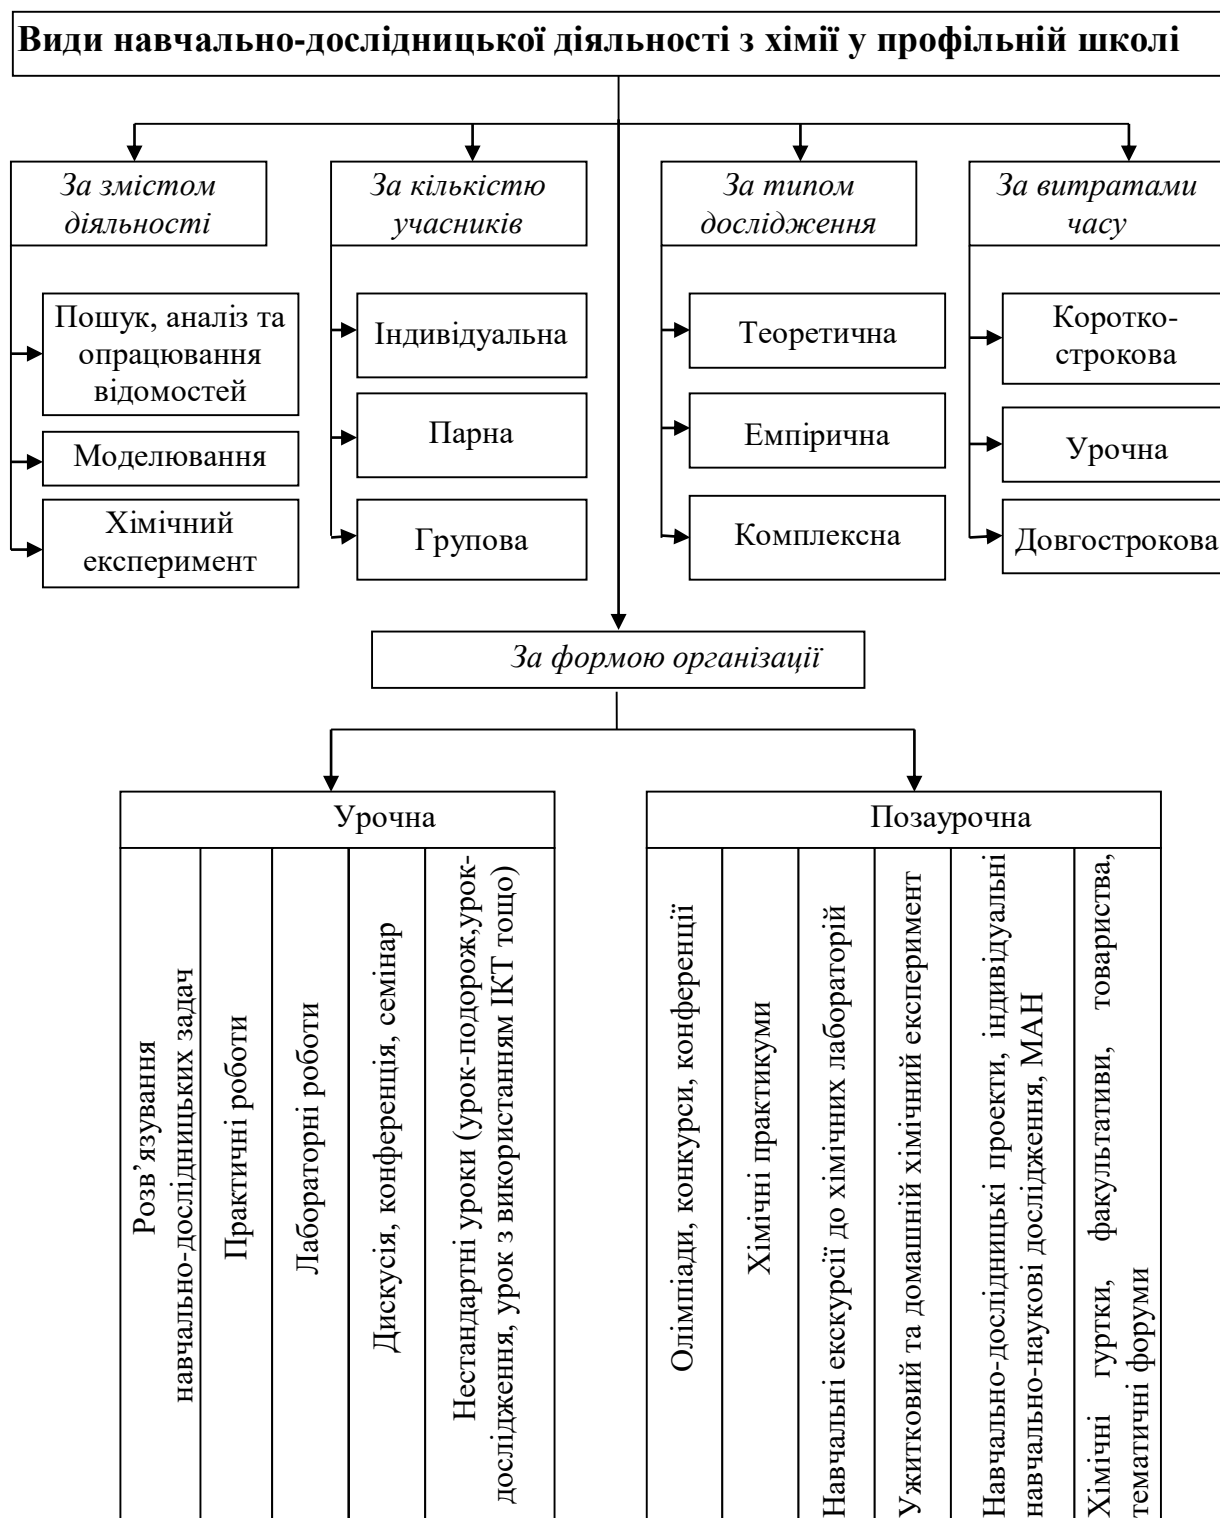 Види навчально-дослідницької діяльності з хімії у профільній школі
За змістом
діяльності
За кількістю
учасників
За типом
дослідження
За витратами
часу
Пошук, аналіз та
опрацювання
відомостей
Моделювання
Хімічний
експеримент
Індивідуальна
Парна
Групова
Теоретична
Емпірична
Комплексна
Коротко-
строкова
Урочна
Довгострокова
За формою організації
Урочна
Розв’язування
навчально-дослідницьких задач
Практичні роботи
Лабораторні роботи
Дискусія, конференція, семінар
Нестандартні уроки (урок-подорож,урок-
дослідження, урок з використанням ІКТ тощо)
Позаурочна
Олімпіади, конкурси, конференції
Хімічні практикуми
Навчальні екскурсії до хімічних лабораторій
Ужитковий та домашній хімічний експеримент
Навчально-дослідницькі проекти, індивідуальні
навчально-наукові дослідження, МАН
Хімічні гуртки, факультативи, товариства,
тематичні форуми